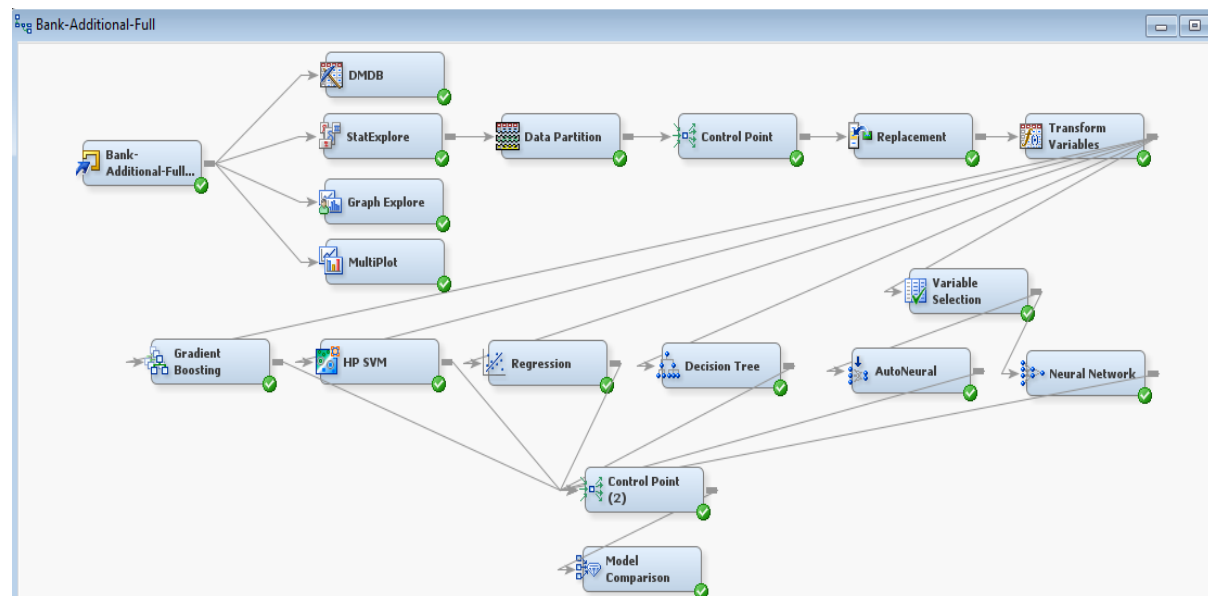 Bank-Additional-Full
DMDB
StatExplore
Data Partition
Control Point
Replacement
Transform
Variables
Bank-
Additional-Full...
Graph Explore
MultiPlot
Variable
Selection
Gradient
Boosting
HP SVM
Regression
Decision Tree
AutoNeural
Neural Network
Control Point
(2)
Model
Comparison